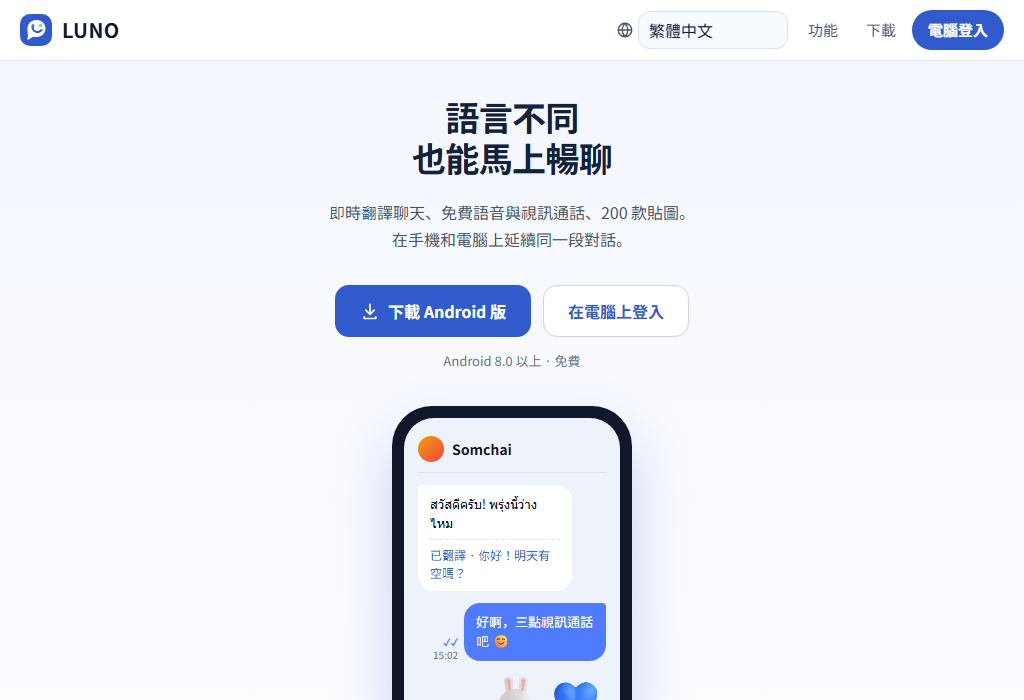 LUNO
繁體中文
功能
下載
電腦登入
語言不同
也能馬上暢聊
即時翻譯聊天、免費語音與視訊通話、200 款貼圖。
在手機和電腦上延續同一段對話。
下載 Android 版
在電腦上登入
Android 8.0 以上 · 免費
Somchai
สวัสดีครับ! พรุ่งนี้ว่าง
ไหม
已翻譯 · 你好！明天有
空嗎？
好啊，三點視訊通話
吧 😊
15:02